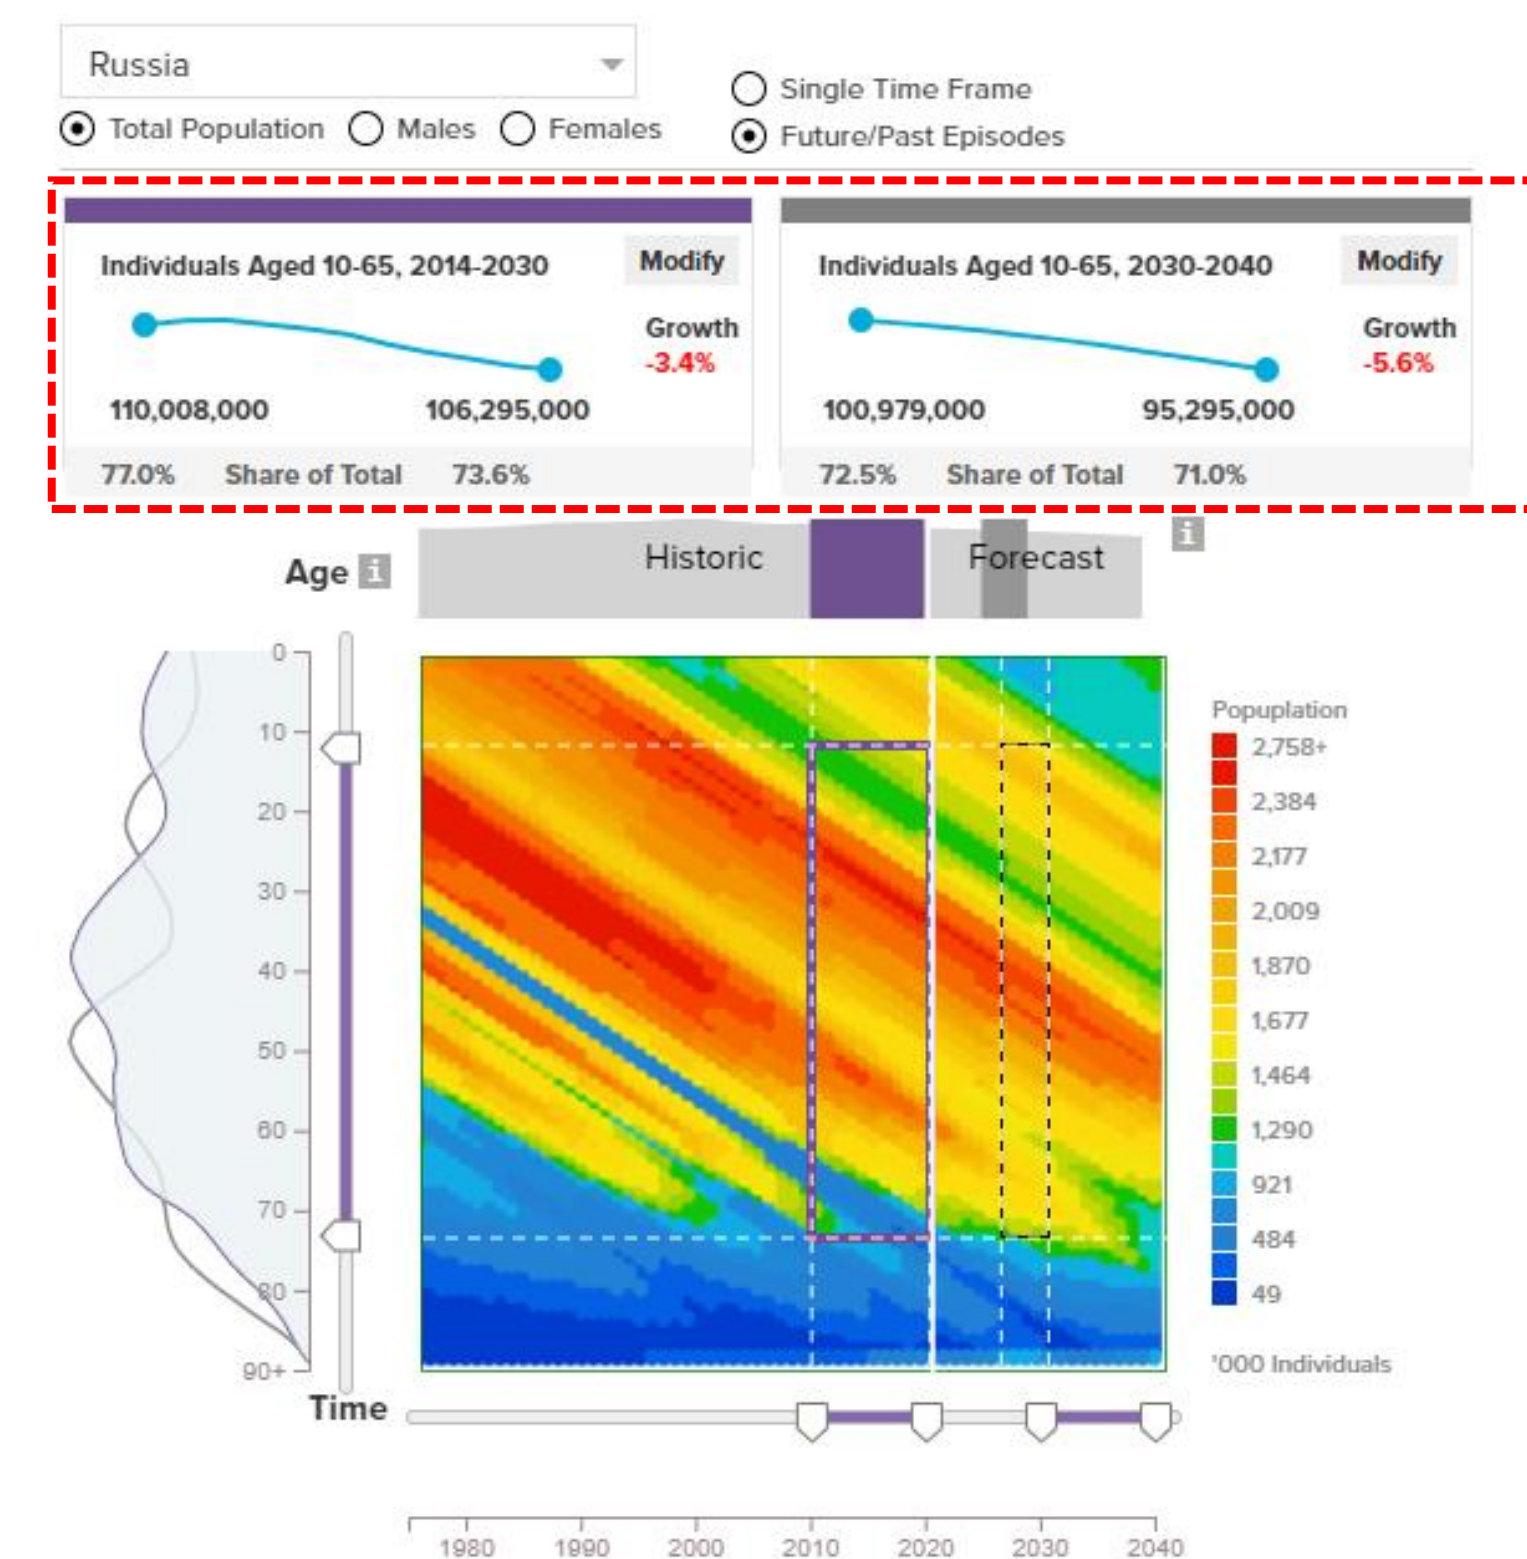 Russia
Single Time Frame
Total Population Males Females
Future/Past Episodes
Individuals Aged 10-65, 2014-2030 Modify
Growth
-3.4%
110,008,000 106,295,000
77.0% Share of Total 73.6%
Individuals Aged 10-65, 2030-2040 Modify
Growth
-5.6%
100,979,000 95,295,000
72.5% Share of Total 71.0%
Historic Forecast i
Age i
0
10
20
30
40
50
60
70
80
90+
Popuplation
2,758+
2,384
2,177
2,009
1,870
1,677
1,464
1,290
921
484
49
'000 Individuals
Time
1980 1990 2000 2010 2020 2030 2040